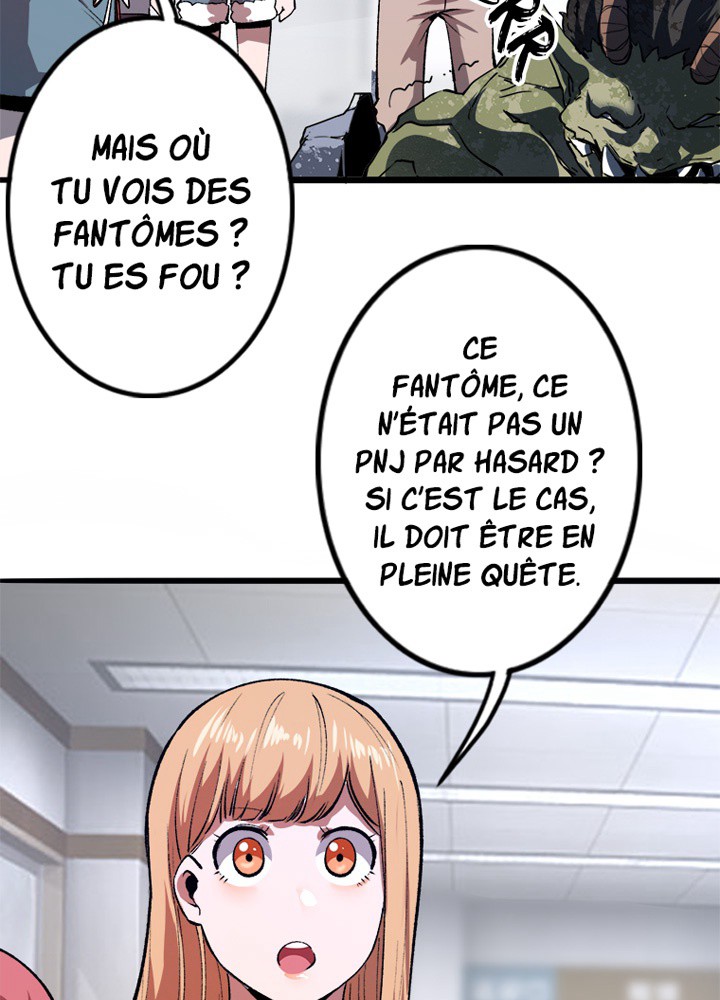 MAIS OÙ
TU VOIS DES
FANTÔMES ?
TU ES FOU ?
CE
FANTÔME, CE
N'ÉTAIT PAS UN
PNJ PAR HASARD ?
SI C'EST LE CAS,
IL DOIT ÊTRE EN
PLEINE QUÊTE.